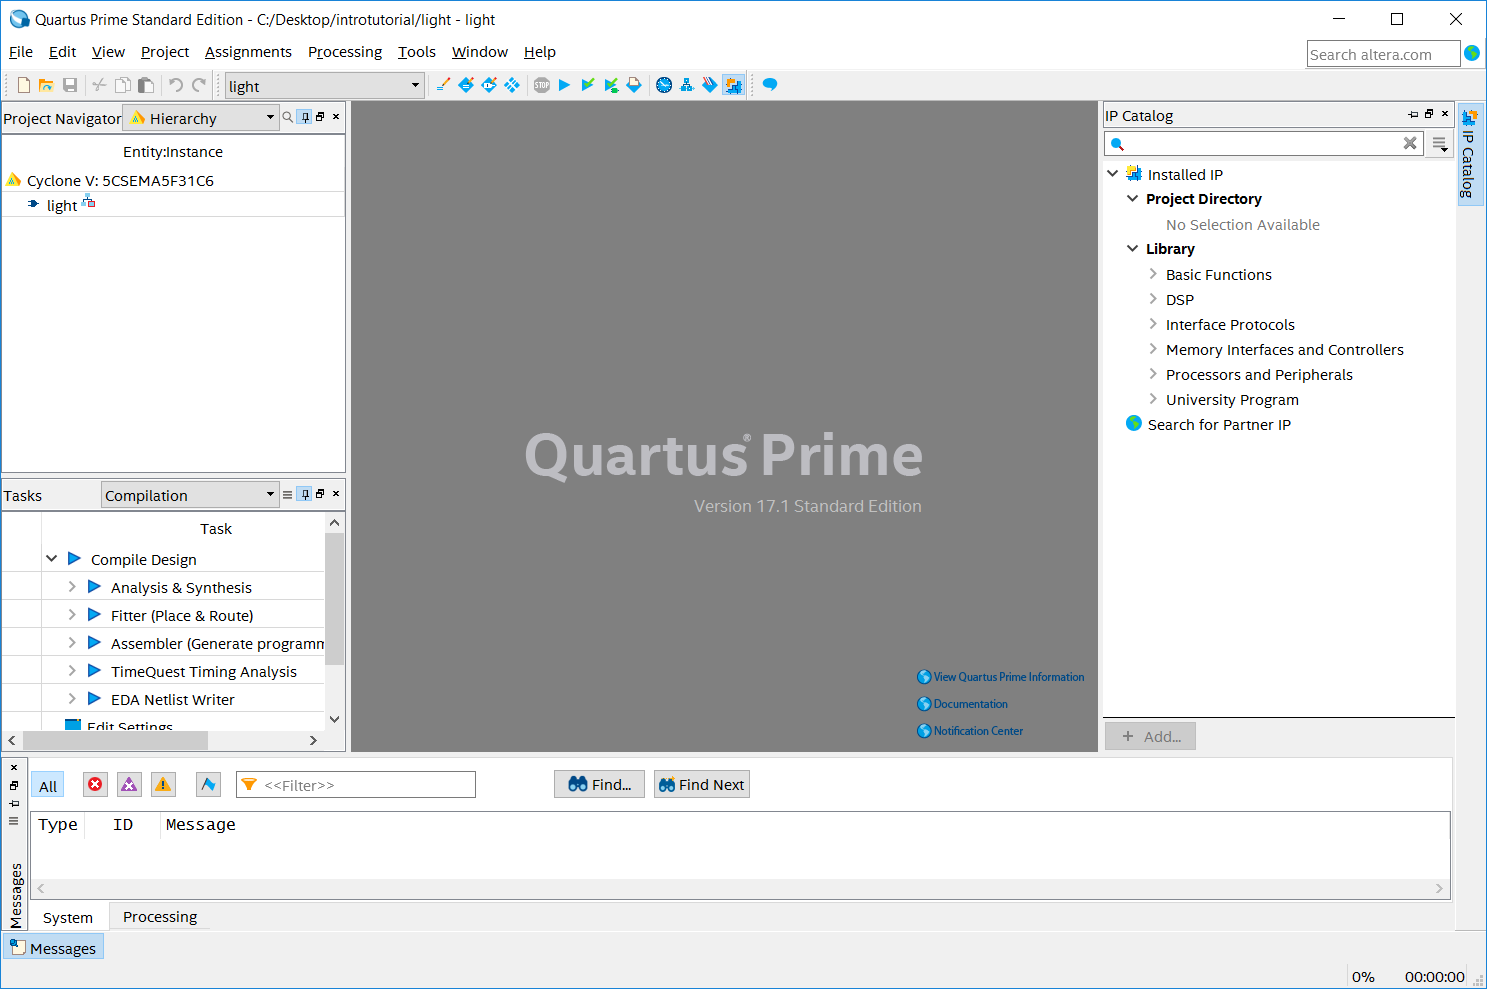 Quartus Prime Standard Edition - C:/Desktop/introtutorial/light - light
File Edit View Project Assignments Processing Tools Window Help
Search altera.com
STOP
light
Project Navigator
Hierarchy
Entity:Instance
Cyclone V: 5CSEMA5F31C6
light
Tasks
Compilation
Task
Compile Design
Analysis & Synthesis
Fitter (Place & Route)
Assembler (Generate programm
TimeQuest Timing Analysis
EDA Netlist Writer
Edit Settings
Quartus® Prime
Version 17.1 Standard Edition
View Quartus Prime Information
Documentation
Notification Center
IP Catalog
Installed IP
Project Directory
No Selection Available
Library
Basic Functions
DSP
Interface Protocols
Memory Interfaces and Controllers
Processors and Peripherals
University Program
Search for Partner IP
+ Add...
IP Catalog
Messages
All
<<Filter>>
Find...
Find Next
Type ID Message
System Processing
Messages
0% 00:00:00